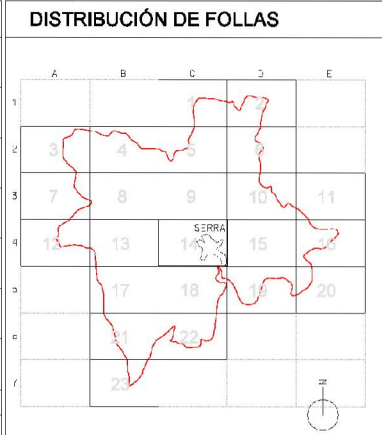 DISTRIBUCIÓN DE FOLLAS
A B C D E
1 1 2
2 3 4 5 6
3 7 8 9 10 11
SERRA
4 12 13 14 15 16
5 17 18 19 20
6 21 22
7 23
N